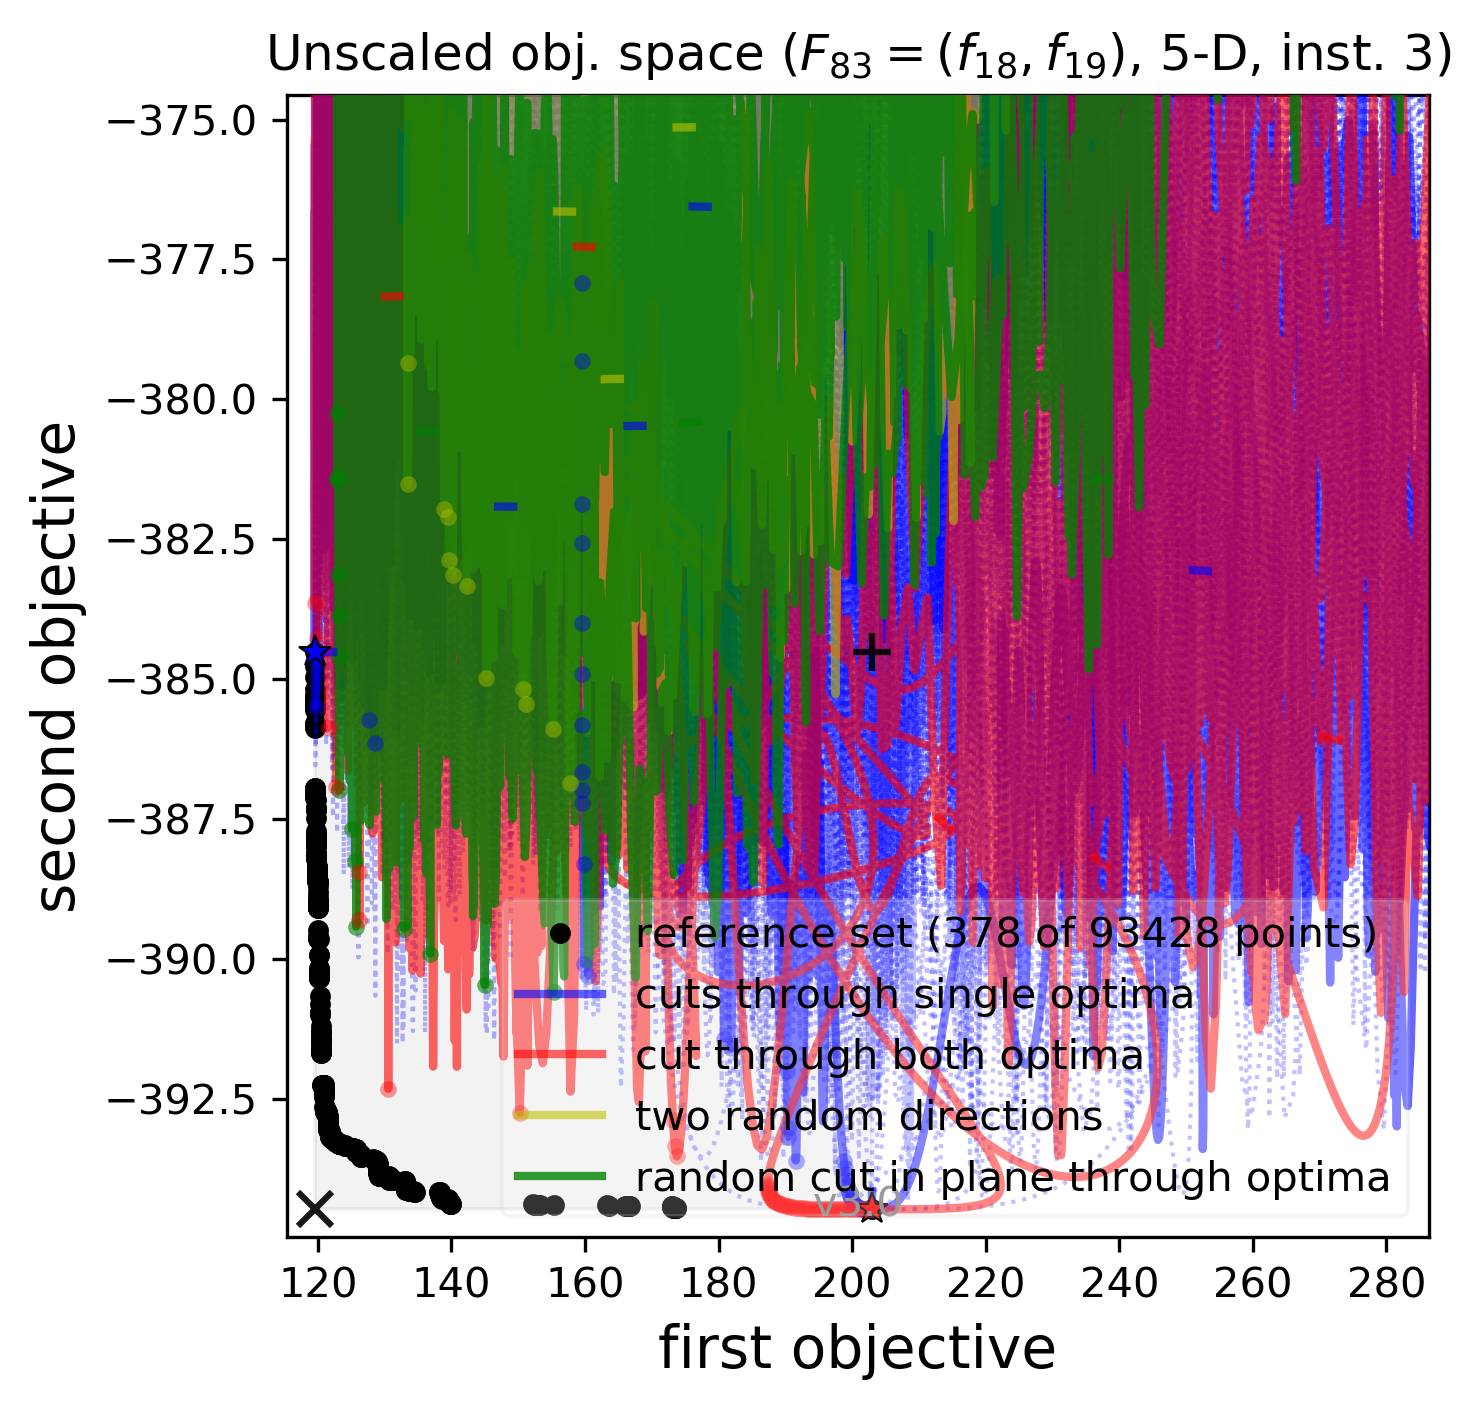 Unscaled obj. space (F₈₃ = (f₁₈, f₁₉), 5-D, inst. 3)
second objective
−375.0
−377.5
−380.0
−382.5
−385.0
−387.5
−390.0
−392.5
reference set (378 of 93428 points)
cuts through single optima
cut through both optima
two random directions
random cut in plane through optima
120 140 160 180 200 220 240 260 280
first objective